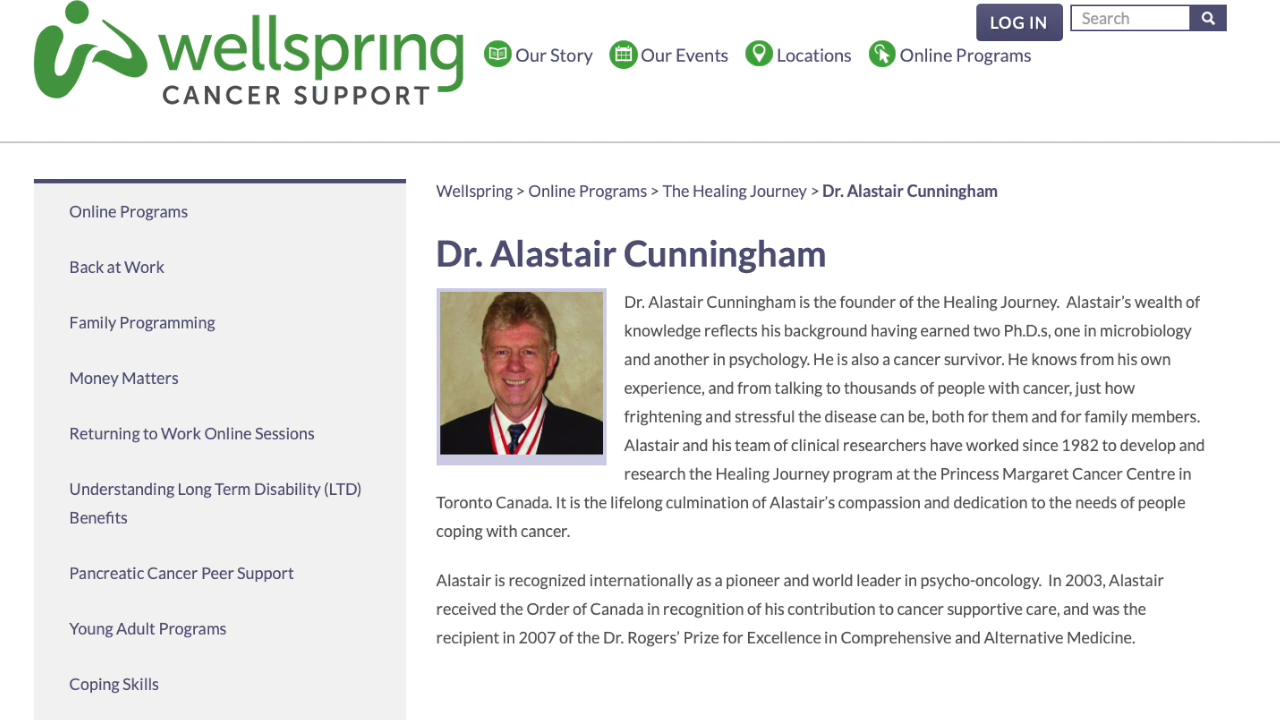 wellspring
CANCER SUPPORT
Our Story
Our Events
Locations
Online Programs
LOG IN
Search
Online Programs
Back at Work
Family Programming
Money Matters
Returning to Work Online Sessions
Understanding Long Term Disability (LTD)
Benefits
Pancreatic Cancer Peer Support
Young Adult Programs
Coping Skills
Wellspring > Online Programs > The Healing Journey > Dr. Alastair Cunningham
Dr. Alastair Cunningham
Dr. Alastair Cunningham is the founder of the Healing Journey.  Alastair’s wealth of
knowledge reflects his background having earned two Ph.D.s, one in microbiology
and another in psychology. He is also a cancer survivor. He knows from his own
experience, and from talking to thousands of people with cancer, just how
frightening and stressful the disease can be, both for them and for family members.
Alastair and his team of clinical researchers have worked since 1982 to develop and
research the Healing Journey program at the Princess Margaret Cancer Centre in
Toronto Canada. It is the lifelong culmination of Alastair’s compassion and dedication to the needs of people
coping with cancer.
Alastair is recognized internationally as a pioneer and world leader in psycho-oncology.  In 2003, Alastair
received the Order of Canada in recognition of his contribution to cancer supportive care, and was the
recipient in 2007 of the Dr. Rogers’ Prize for Excellence in Comprehensive and Alternative Medicine.